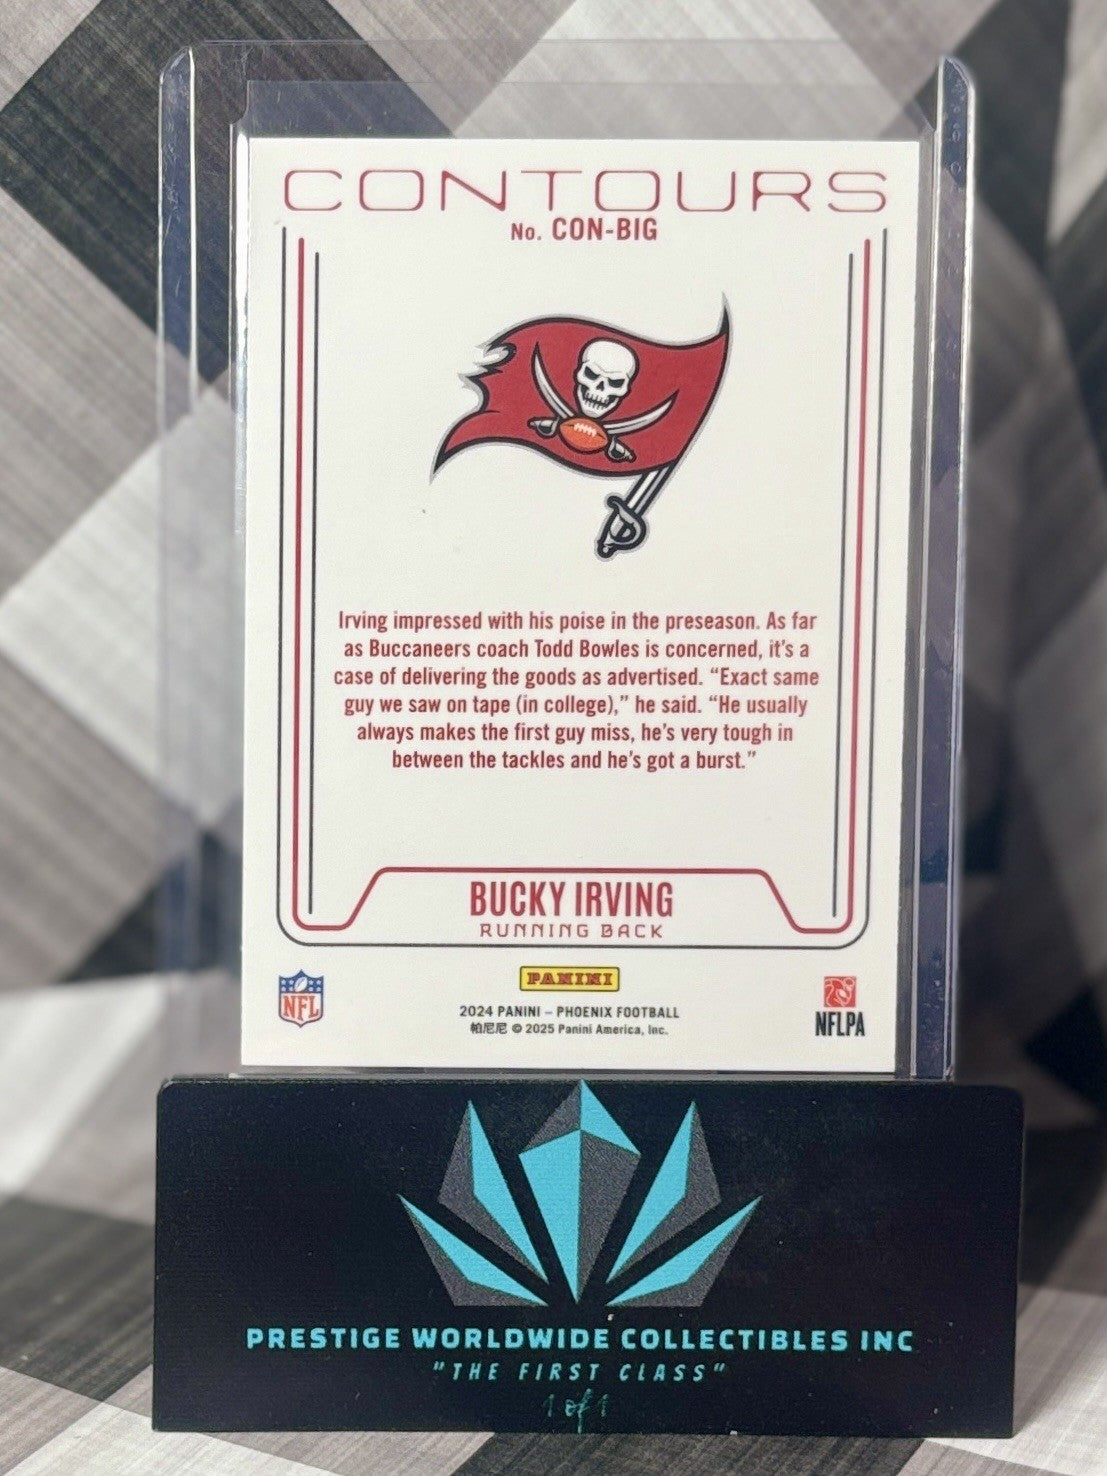 CONTOURS
No. CON-BIG
Irving impressed with his poise in the preseason. As far
as Buccaneers coach Todd Bowles is concerned, it's a
case of delivering the goods as advertised. “Exact same
guy we saw on tape (in college),” he said. “He usually
always makes the first guy miss, he's very tough in
between the tackles and he's got a burst.”
BUCKY IRVING
RUNNING BACK
NFL
PANINI
2024 PANINI – PHOENIX FOOTBALL
帕尼尼 © 2025 Panini America, Inc.
NFLPA
PRESTIGE WORLDWIDE COLLECTIBLES INC
"THE FIRST CLASS"
1 of 1